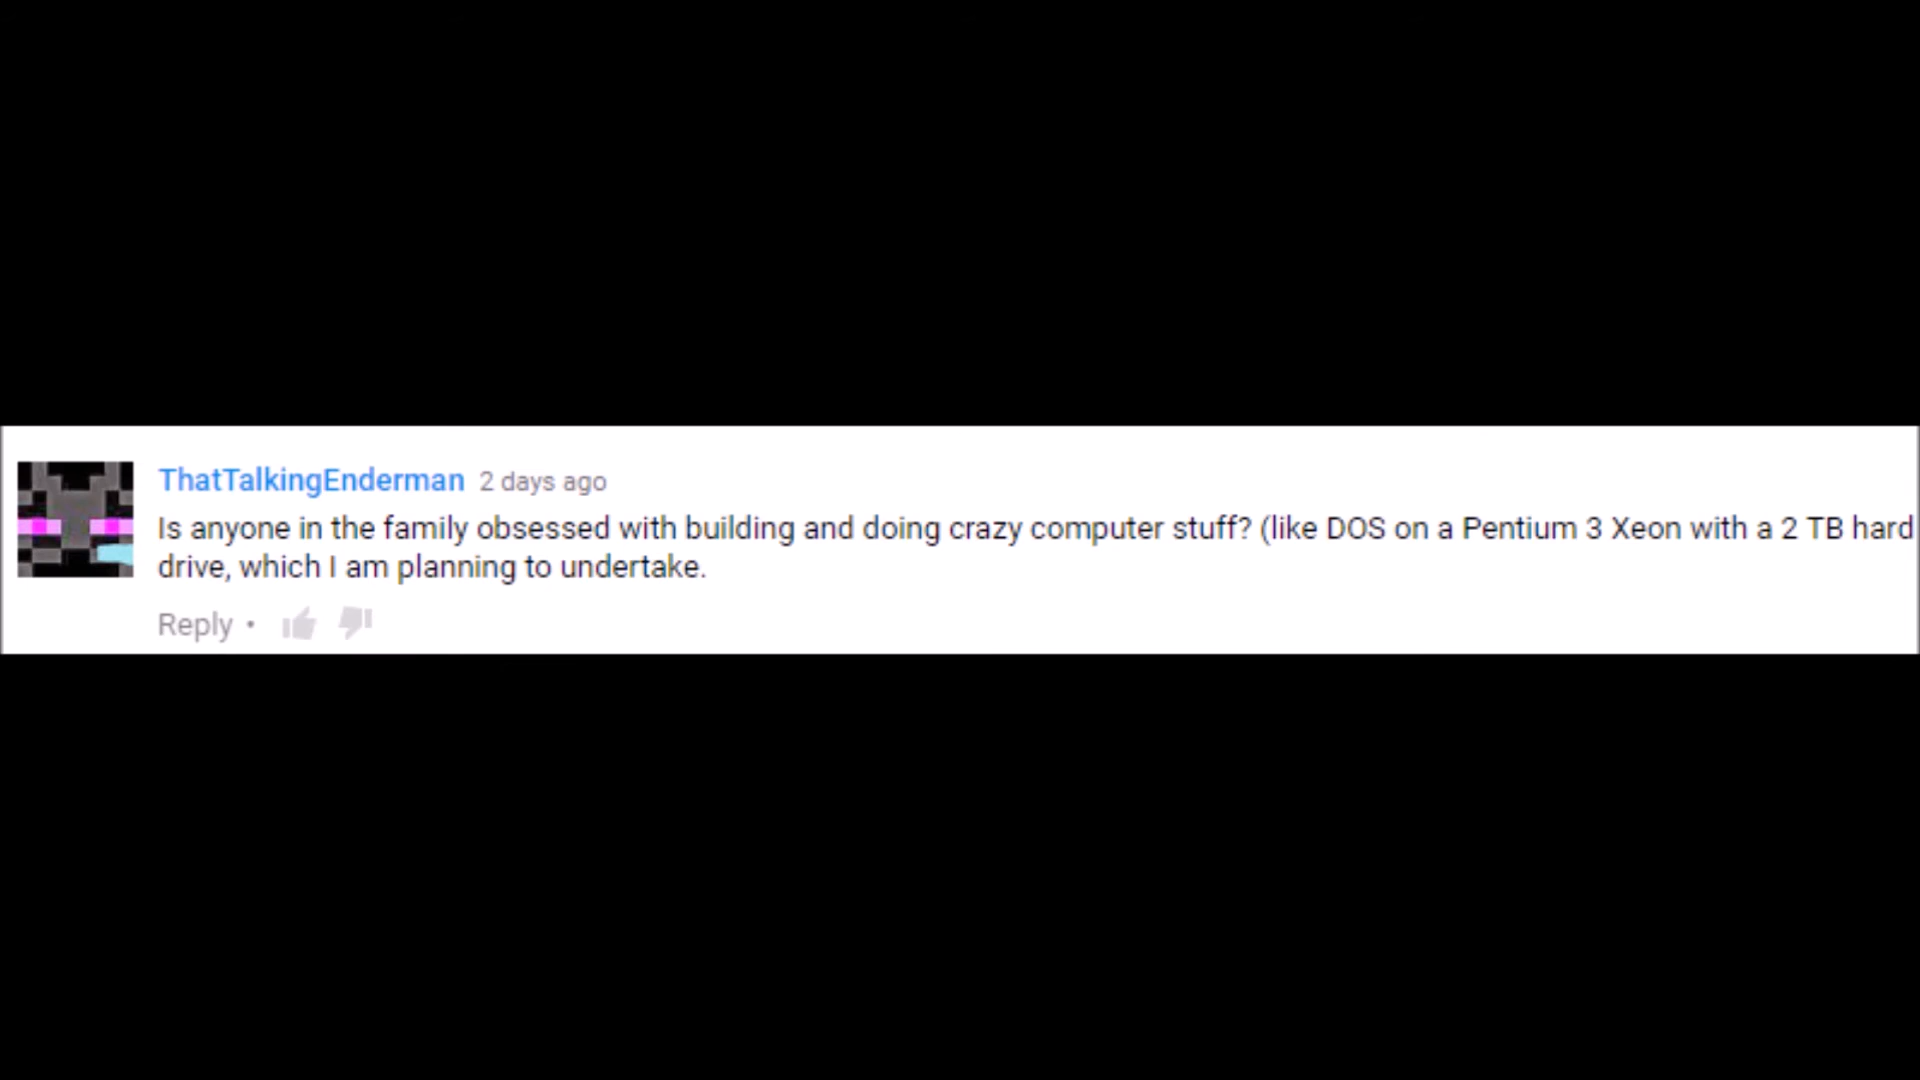 ThatTalkingEnderman 2 days ago
Is anyone in the family obsessed with building and doing crazy computer stuff? (like DOS on a Pentium 3 Xeon with a 2 TB hard
drive, which I am planning to undertake.
Reply •